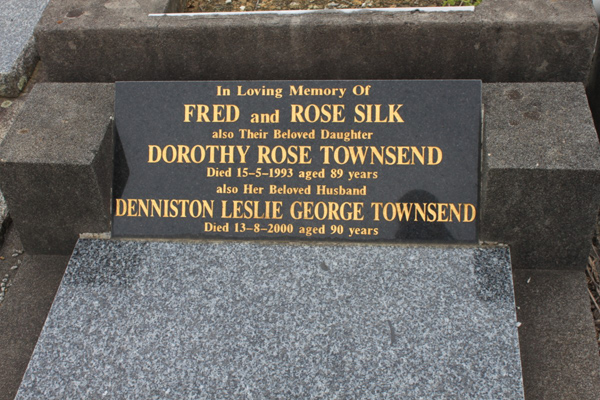 In Loving Memory Of
FRED and ROSE SILK
also Their Beloved Daughter
DOROTHY ROSE TOWNSEND
Died 15-5-1993 aged 89 years
also Her Beloved Husband
DENNISTON LESLIE GEORGE TOWNSEND
Died 13-8-2000 aged 90 years